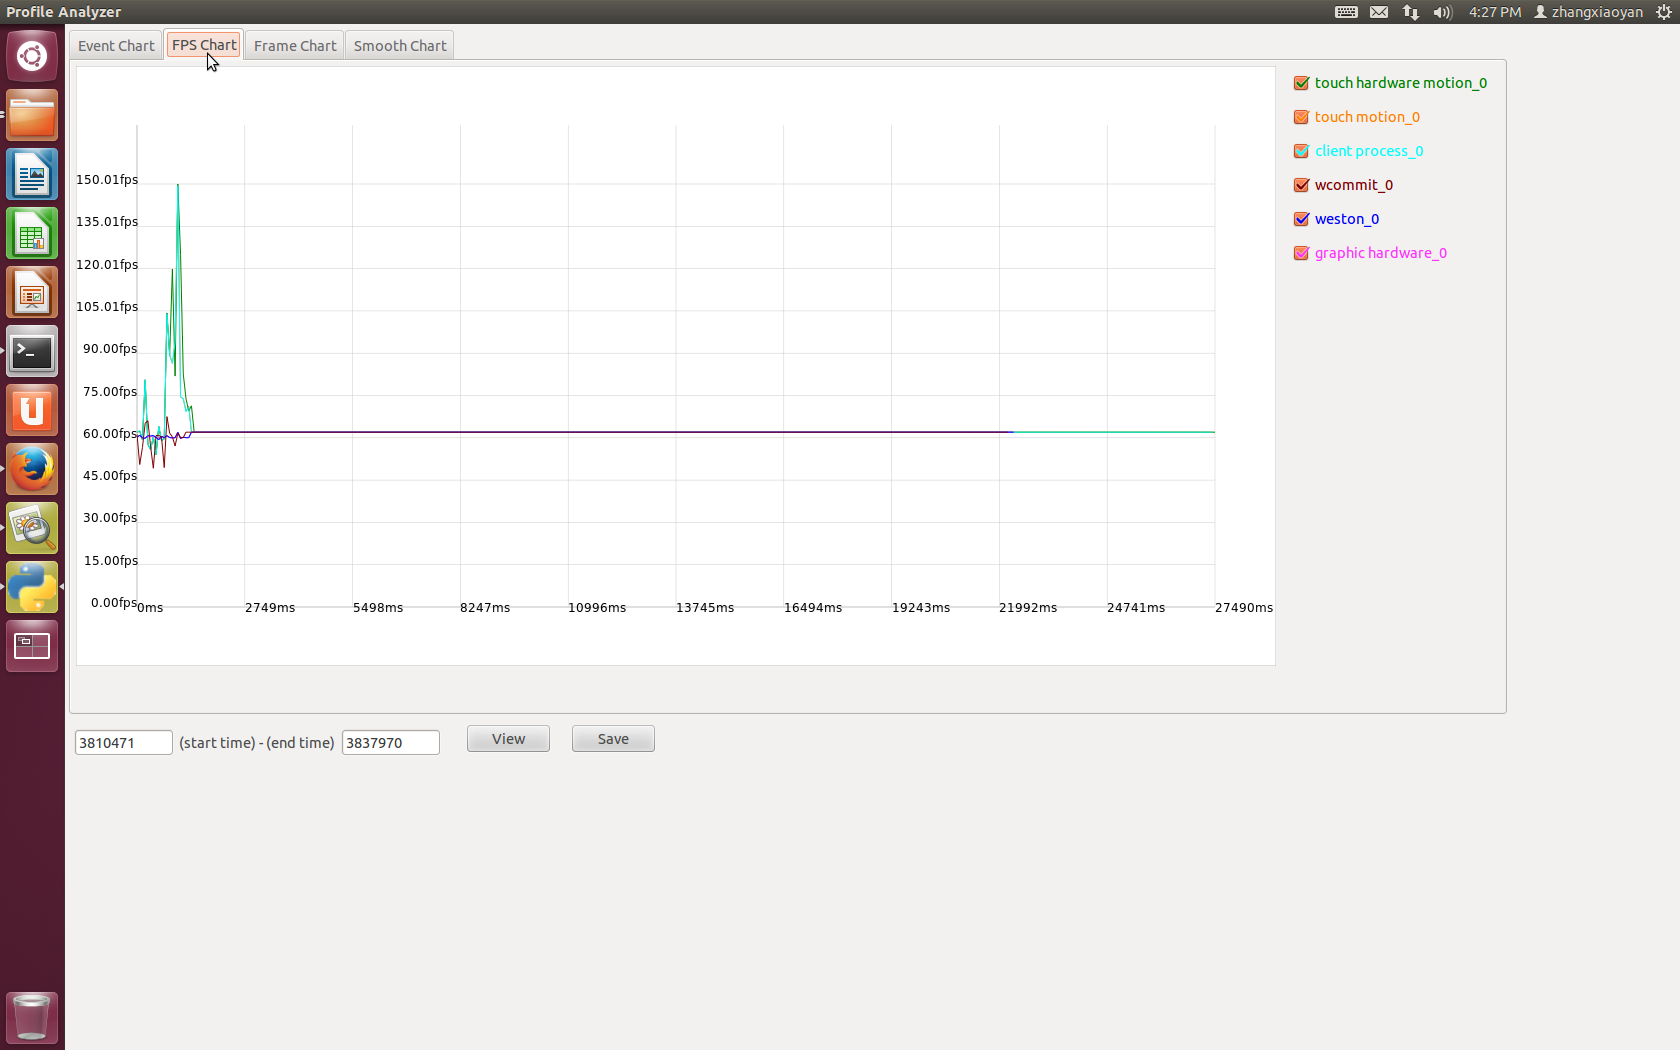 Profile Analyzer
4:27 PM zhangxiaoyan
Event Chart FPS Chart Frame Chart Smooth Chart
touch hardware motion_0
touch motion_0
client process_0
wcommit_0
weston_0
graphic hardware_0
150.01fps
135.01fps
120.01fps
105.01fps
90.00fps
75.00fps
60.00fps
45.00fps
30.00fps
15.00fps
0.00fps
0ms 2749ms 5498ms 8247ms 10996ms 13745ms 16494ms 19243ms 21992ms 24741ms 27490ms
3810471 (start time) - (end time) 3837970 View Save